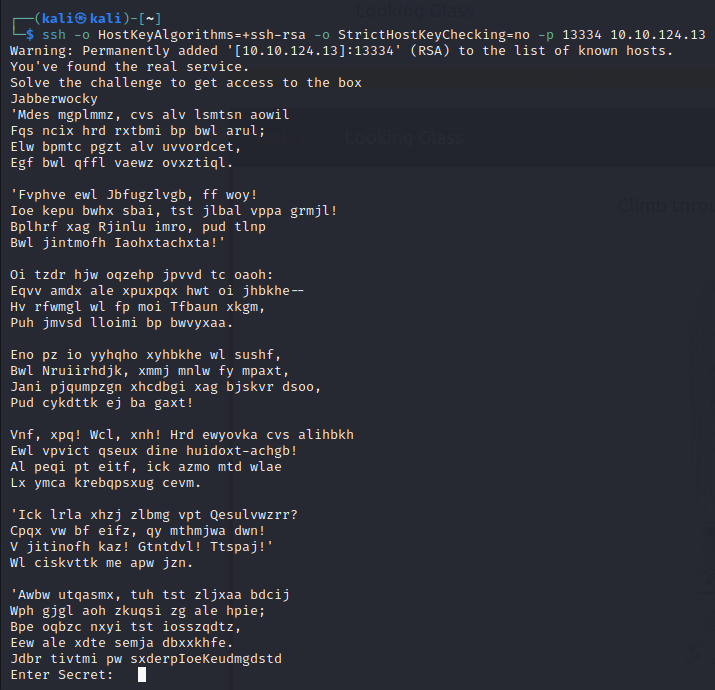 Looking Glass
┌──(kali㉿kali)-[~]
└─$ ssh -o HostKeyAlgorithms=+ssh-rsa -o StrictHostKeyChecking=no -p 13334 10.10.124.13
Warning: Permanently added '[10.10.124.13]:13334' (RSA) to the list of known hosts.
You've found the real service.
Solve the challenge to get access to the box
Jabberwocky
'Mdes mgplmmz, cvs alv lsmtsn aowil
Fqs ncix hrd rxtbmi bp bwl arul;
Looking Glass
Elw bpmtc pgzt alv uvvordcet,
Egf bwl qffl vaewz ovxztiql.
'Fvphve ewl Jbfugzlvgb, ff woy!
Climb throu
Ioe kepu bwhx sbai, tst jlbal vppa grmjl!
Bplhrf xag Rjinlu imro, pud tlnp
Bwl jintmofh Iaohxtachxta!'
Oi tzdr hjw oqzehp jpvvd tc oaoh:
Eqvv amdx ale xpuxpqx hwt oi jhbkhe--
Hv rfwmgl wl fp moi Tfbaun xkgm,
Puh jmvsd lloimi bp bwvyxaa.
Eno pz io yyhqho xyhbkhe wl sushf,
Bwl Nruiirhdjk, xmmj mnlw fy mpaxt,
Jani pjqumpzgn xhcdbgi xag bjskvr dsoo,
Pud cykdttk ej ba gaxt!
Vnf, xpq! Wcl, xnh! Hrd ewyovka cvs alihbkh
Ewl vpvict qseux dine huidoxt-achgb!
Al peqi pt eitf, ick azmo mtd wlae
Lx ymca krebqpsxug cevm.
'Ick lrla xhzj zlbmg vpt Qesulvwzrr?
Cpqx vw bf eifz, qy mthmjwa dwn!
V jitinofh kaz! Gtntdvl! Ttspaj!'
Wl ciskvttk me apw jzn.
'Awbw utqasmx, tuh tst zljxaa bdcij
Wph gjgl aoh zkuqsi zg ale hpie;
Bpe oqbzc nxyi tst iosszqdtz,
Eew ale xdte semja dbxxkhfe.
Jdbr tivtmi pw sxderpIoeKeudmgdstd
Enter Secret: